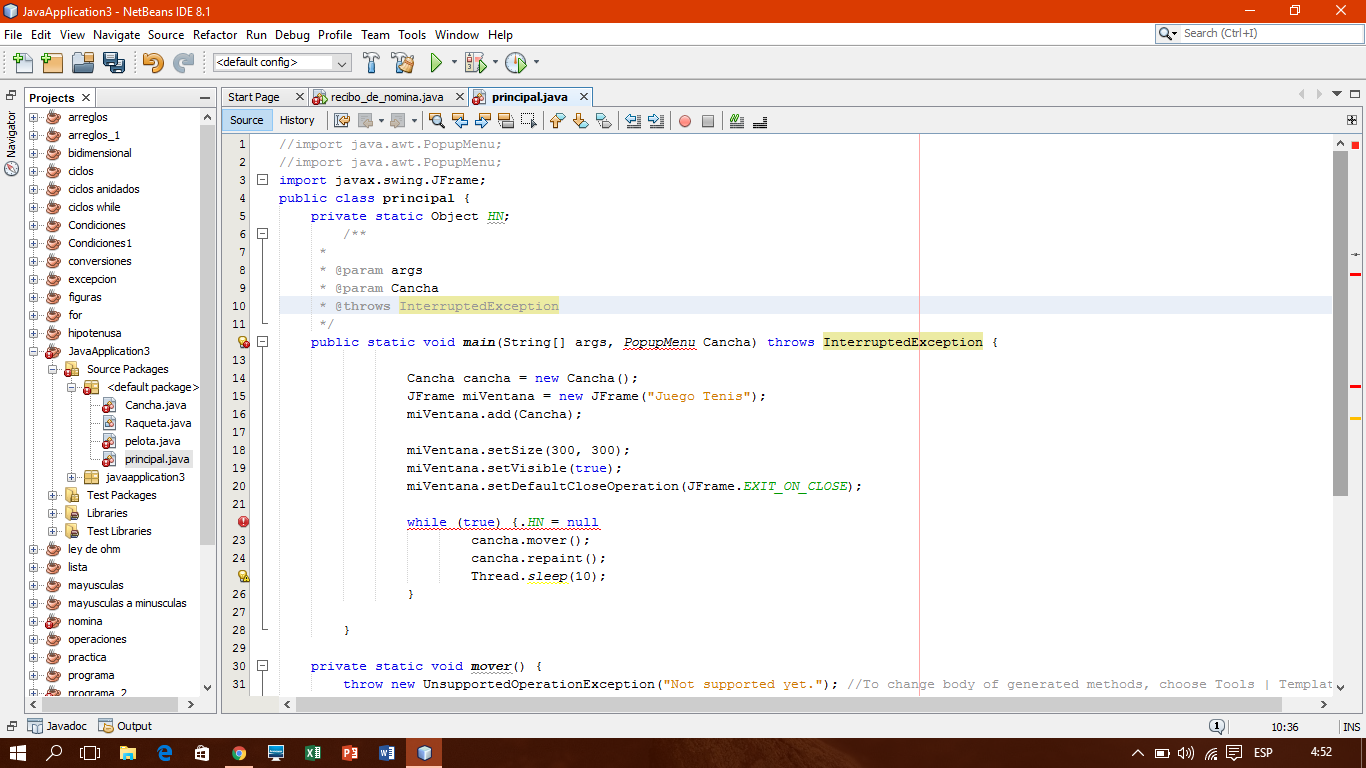 JavaApplication3 - NetBeans IDE 8.1
File Edit View Navigate Source Refactor Run Debug Profile Team Tools Window Help
Search (Ctrl+I)
<default config>
Projects
Navigator
arreglos
arreglos_1
bidimensional
ciclos
ciclos anidados
ciclos while
Condiciones
Condiciones1
conversiones
excepcion
figuras
for
hipotenusa
JavaApplication3
Source Packages
<default package>
Cancha.java
Raqueta.java
pelota.java
principal.java
javaapplication3
Test Packages
Libraries
Test Libraries
ley de ohm
lista
mayusculas
mayusculas a minusculas
nomina
operaciones
practica
programa
programa_2
Start Page recibo_de_nomina.java principal.java
Source History
1 //import java.awt.PopupMenu;
2 //import java.awt.PopupMenu;
3 import javax.swing.JFrame;
4 public class principal {
5 private static Object HN;
6 /**
7 *
8 * @param args
9 * @param Cancha
10 * @throws InterruptedException
11 */
public static void main(String[] args, PopupMenu Cancha) throws InterruptedException {
13
14 Cancha cancha = new Cancha();
15 JFrame miVentana = new JFrame("Juego Tenis");
16 miVentana.add(Cancha);
17
18 miVentana.setSize(300, 300);
19 miVentana.setVisible(true);
20 miVentana.setDefaultCloseOperation(JFrame.EXIT_ON_CLOSE);
21
while (true) {.HN = null
23 cancha.mover();
24 cancha.repaint();
Thread.sleep(10);
26 }
27
28 }
29
30 private static void mover() {
31 throw new UnsupportedOperationException("Not supported yet."); //To change body of generated methods, choose Tools | Templat
Javadoc Output
1
10:36 INS
ESP 4:52